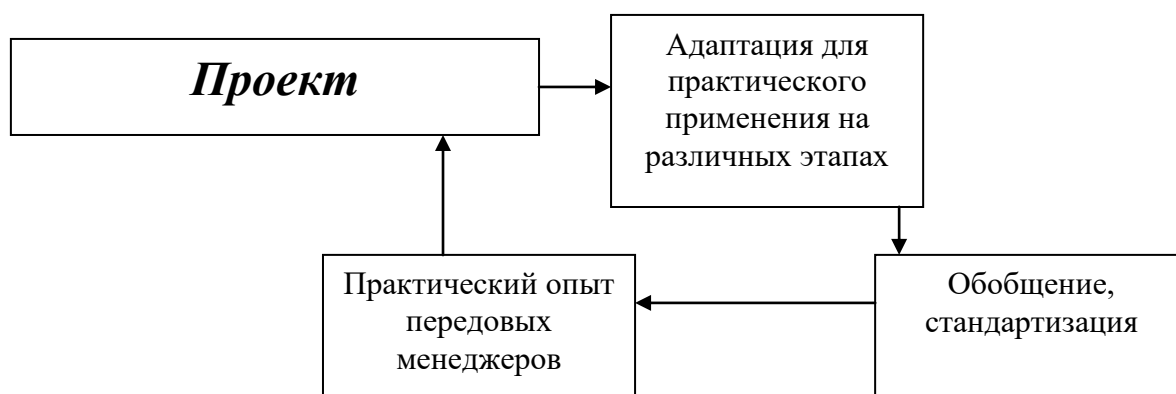 Проект
Адаптация для
практического
применения на
различных этапах
Практический опыт
передовых
менеджеров
Обобщение,
стандартизация